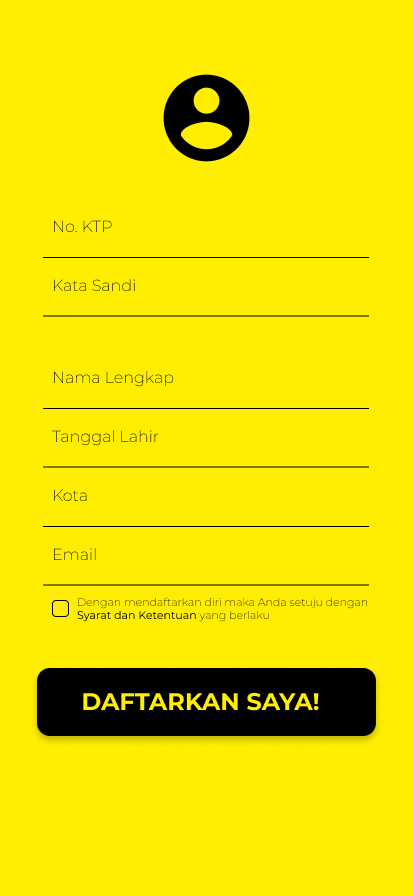 No. KTP
Kata Sandi
Nama Lengkap
Tanggal Lahir
Kota
Email
Dengan mendaftarkan diri maka Anda setuju dengan
Syarat dan Ketentuan yang berlaku
DAFTARKAN SAYA!